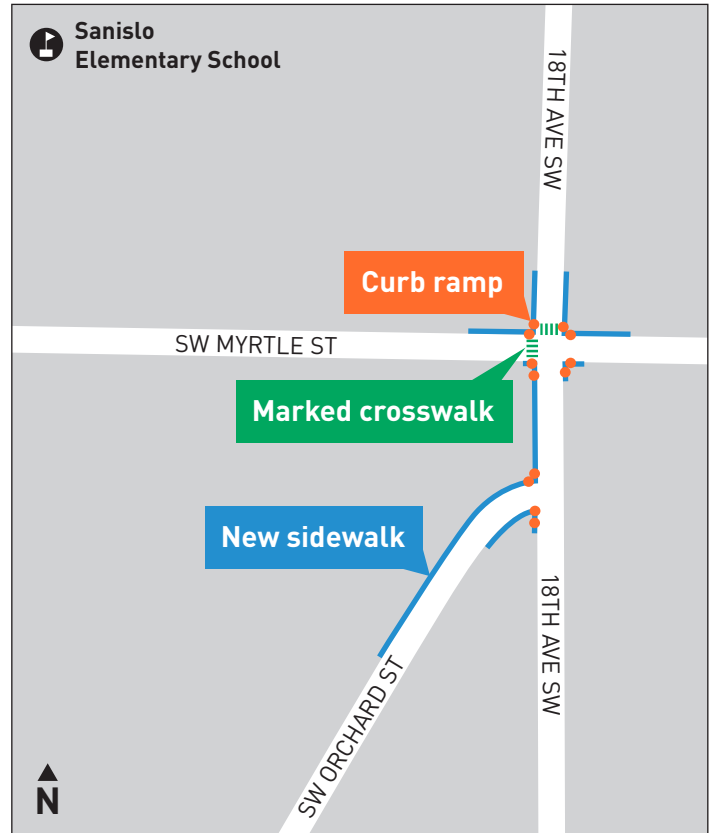 Sanislo
Elementary School
18TH AVE SW
Curb ramp
SW MYRTLE ST
Marked crosswalk
New sidewalk
18TH AVE SW
SW ORCHARD ST
N